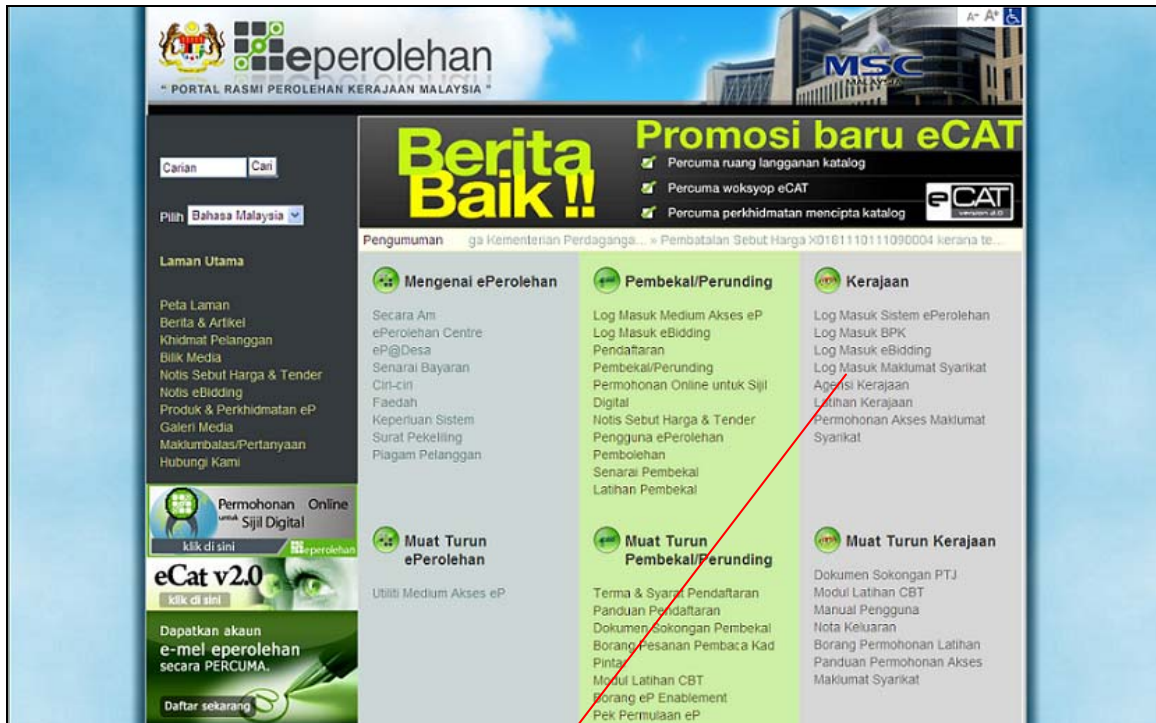 A- A+
eperolehan
" PORTAL RASMI PEROLEHAN KERAJAAN MALAYSIA "
MSC
MALAYSIA
Carian Cari
Pilih Bahasa Malaysia
Laman Utama
Peta Laman
Berita & Artikel
Khidmat Pelanggan
Bilik Media
Notis Sebut Harga & Tender
Notis eBidding
Produk & Perkhidmatan eP
Galeri Media
Maklumbalas/Pertanyaan
Hubungi Kami
Permohonan Online
untuk Sijil Digital
klik di sini
eperolehan
eCat v2.0
klik di sini
Dapatkan akaun
e-mel eperolehan
secara PERCUMA.
Daftar sekarang
Berita
Baik !!
Promosi baru eCAT
Percuma ruang langganan katalog
Percuma woksyop eCAT
Percuma perkhidmatan mencipta katalog
eCAT
version 2.0
Pengumuman ga Kementerian Perdaganga... » Pembatalan Sebut Harga X0161110111090004 kerana te...
Mengenai ePerolehan
Secara Am
ePerolehan Centre
eP@Desa
Senarai Bayaran
Ciri-ciri
Faedah
Keperluan Sistem
Surat Pekeliling
Piagam Pelanggan
Pembekal/Perunding
Log Masuk Medium Akses eP
Log Masuk eBidding
Pendaftaran
Pembekal/Perunding
Permohonan Online untuk Sijil
Digital
Notis Sebut Harga & Tender
Pengguna ePerolehan
Pembolehan
Senarai Pembekal
Latihan Pembekal
Kerajaan
Log Masuk Sistem ePerolehan
Log Masuk BPK
Log Masuk eBidding
Log Masuk Maklumat Syarikat
Agensi Kerajaan
Latihan Kerajaan
Permohonan Akses Maklumat
Syarikat
Muat Turun
ePerolehan
Utiliti Medium Akses eP
Muat Turun
Pembekal/Perunding
Terma & Syarat Pendaftaran
Panduan Pendaftaran
Dokumen Sokongan Pembekal
Borang Pesanan Pembaca Kad
Pintar
Modul Latihan CBT
Borang eP Enablement
Pek Permulaan eP
Muat Turun Kerajaan
Dokumen Sokongan PTJ
Modul Latihan CBT
Manual Pengguna
Nota Keluaran
Borang Permohonan Latihan
Panduan Permohonan Akses
Maklumat Syarikat